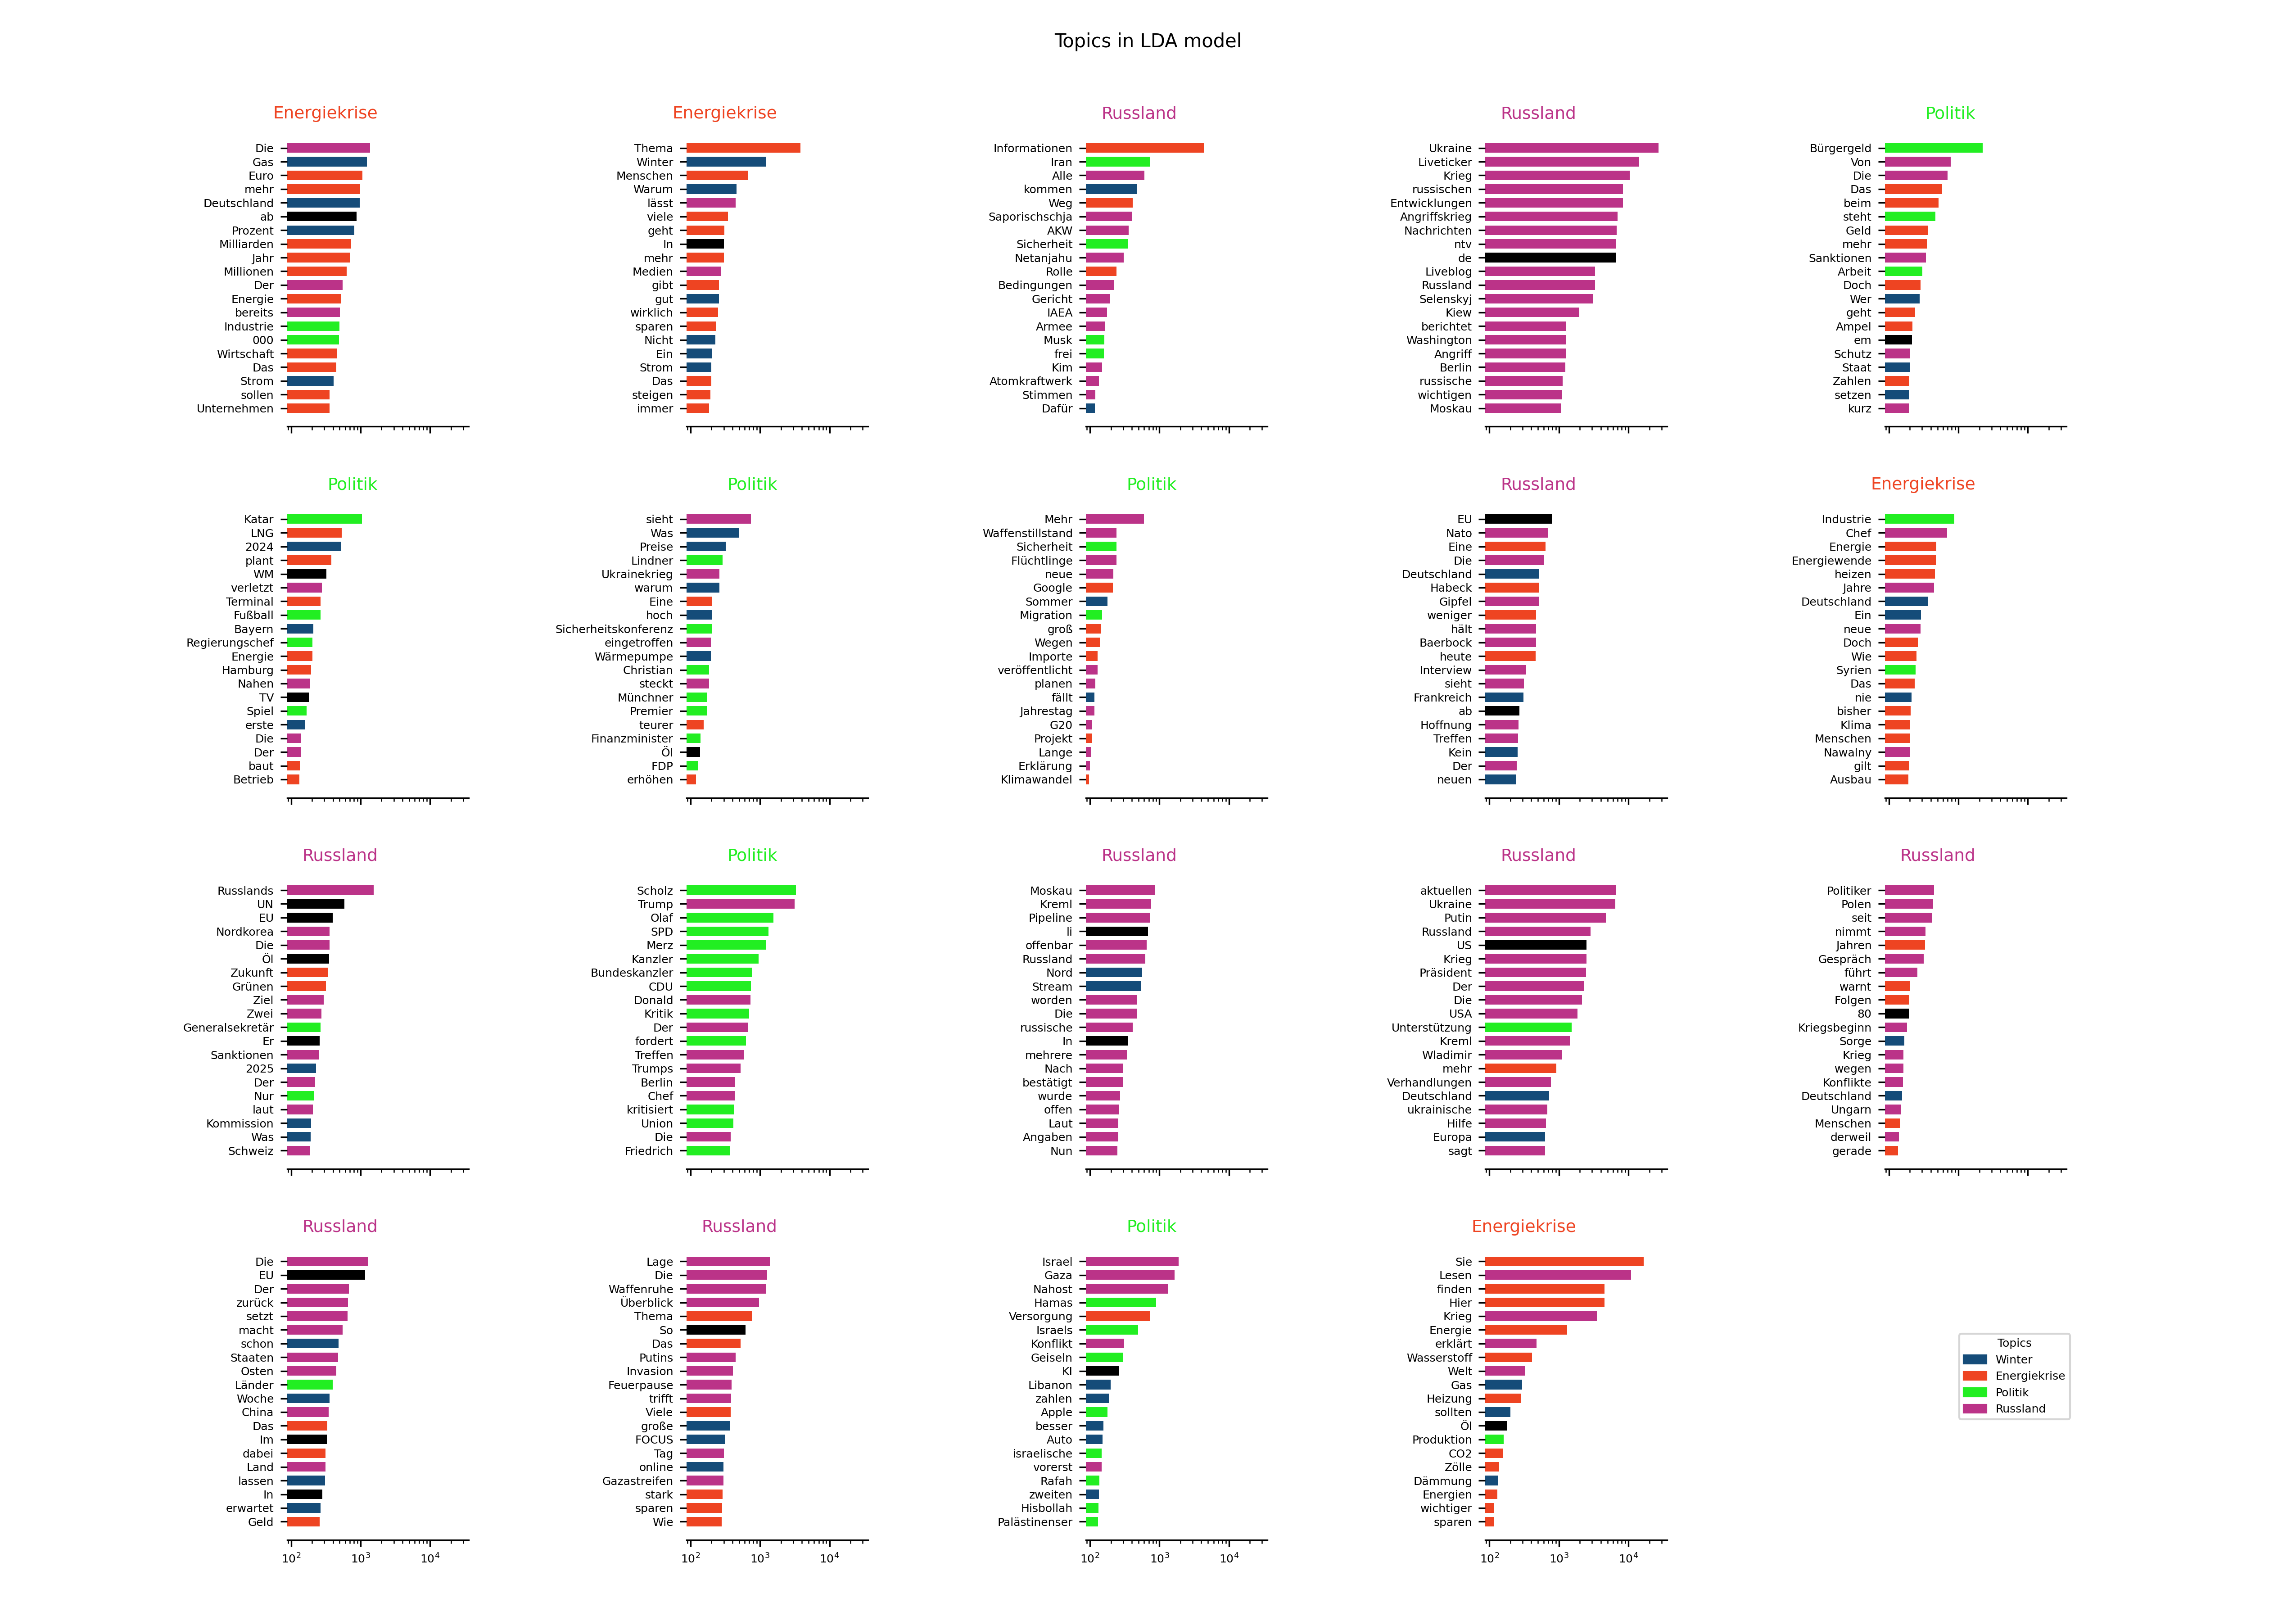 Topics in LDA model
Energiekrise
Die
Gas
Euro
mehr
Deutschland
ab
Prozent
Milliarden
Jahr
Millionen
Der
Energie
bereits
Industrie
000
Wirtschaft
Das
Strom
sollen
Unternehmen
Energiekrise
Thema
Winter
Menschen
Warum
lässt
viele
geht
In
mehr
Medien
gibt
gut
wirklich
sparen
Nicht
Ein
Strom
Das
steigen
immer
Russland
Informationen
Iran
Alle
kommen
Weg
Saporischschja
AKW
Sicherheit
Netanjahu
Rolle
Bedingungen
Gericht
IAEA
Armee
Musk
frei
Kim
Atomkraftwerk
Stimmen
Dafür
Russland
Ukraine
Liveticker
Krieg
russischen
Entwicklungen
Angriffskrieg
Nachrichten
ntv
de
Liveblog
Russland
Selenskyj
Kiew
berichtet
Washington
Angriff
Berlin
russische
wichtigen
Moskau
Politik
Bürgergeld
Von
Die
Das
beim
steht
Geld
mehr
Sanktionen
Arbeit
Doch
Wer
geht
Ampel
em
Schutz
Staat
Zahlen
setzen
kurz
Politik
Katar
LNG
2024
plant
WM
verletzt
Terminal
Fußball
Bayern
Regierungschef
Energie
Hamburg
Nahen
TV
Spiel
erste
Die
Der
baut
Betrieb
Politik
sieht
Was
Preise
Lindner
Ukrainekrieg
warum
Eine
hoch
Sicherheitskonferenz
eingetroffen
Wärmepumpe
Christian
steckt
Münchner
Premier
teurer
Finanzminister
Öl
FDP
erhöhen
Politik
Mehr
Waffenstillstand
Sicherheit
Flüchtlinge
neue
Google
Sommer
Migration
groß
Wegen
Importe
veröffentlicht
planen
fällt
Jahrestag
G20
Projekt
Lange
Erklärung
Klimawandel
Russland
EU
Nato
Eine
Die
Deutschland
Habeck
Gipfel
weniger
hält
Baerbock
heute
Interview
sieht
Frankreich
ab
Hoffnung
Treffen
Kein
Der
neuen
Energiekrise
Industrie
Chef
Energie
Energiewende
heizen
Jahre
Deutschland
Ein
neue
Doch
Wie
Syrien
Das
nie
bisher
Klima
Menschen
Nawalny
gilt
Ausbau
Russland
Russlands
UN
EU
Nordkorea
Die
Öl
Zukunft
Grünen
Ziel
Zwei
Generalsekretär
Er
Sanktionen
2025
Der
Nur
laut
Kommission
Was
Schweiz
Politik
Scholz
Trump
Olaf
SPD
Merz
Kanzler
Bundeskanzler
CDU
Donald
Kritik
Der
fordert
Treffen
Trumps
Berlin
Chef
kritisiert
Union
Die
Friedrich
Russland
Moskau
Kreml
Pipeline
li
offenbar
Russland
Nord
Stream
worden
Die
russische
In
mehrere
Nach
bestätigt
wurde
offen
Laut
Angaben
Nun
Russland
aktuellen
Ukraine
Putin
Russland
US
Krieg
Präsident
Der
Die
USA
Unterstützung
Kreml
Wladimir
mehr
Verhandlungen
Deutschland
ukrainische
Hilfe
Europa
sagt
Russland
Politiker
Polen
seit
nimmt
Jahren
Gespräch
führt
warnt
Folgen
80
Kriegsbeginn
Sorge
Krieg
wegen
Konflikte
Deutschland
Ungarn
Menschen
derweil
gerade
Russland
Die
EU
Der
zurück
setzt
macht
schon
Staaten
Osten
Länder
Woche
China
Das
Im
dabei
Land
lassen
In
erwartet
Geld
10² 10³ 10⁴
Russland
Lage
Die
Waffenruhe
Überblick
Thema
So
Das
Putins
Invasion
Feuerpause
trifft
Viele
große
FOCUS
Tag
online
Gazastreifen
stark
sparen
Wie
10² 10³ 10⁴
Politik
Israel
Gaza
Nahost
Hamas
Versorgung
Israels
Konflikt
Geiseln
KI
Libanon
zahlen
Apple
besser
Auto
israelische
vorerst
Rafah
zweiten
Hisbollah
Palästinenser
10² 10³ 10⁴
Energiekrise
Sie
Lesen
finden
Hier
Krieg
Energie
erklärt
Wasserstoff
Welt
Gas
Heizung
sollten
Öl
Produktion
CO2
Zölle
Dämmung
Energien
wichtiger
sparen
10² 10³ 10⁴
Topics
Winter
Energiekrise
Politik
Russland